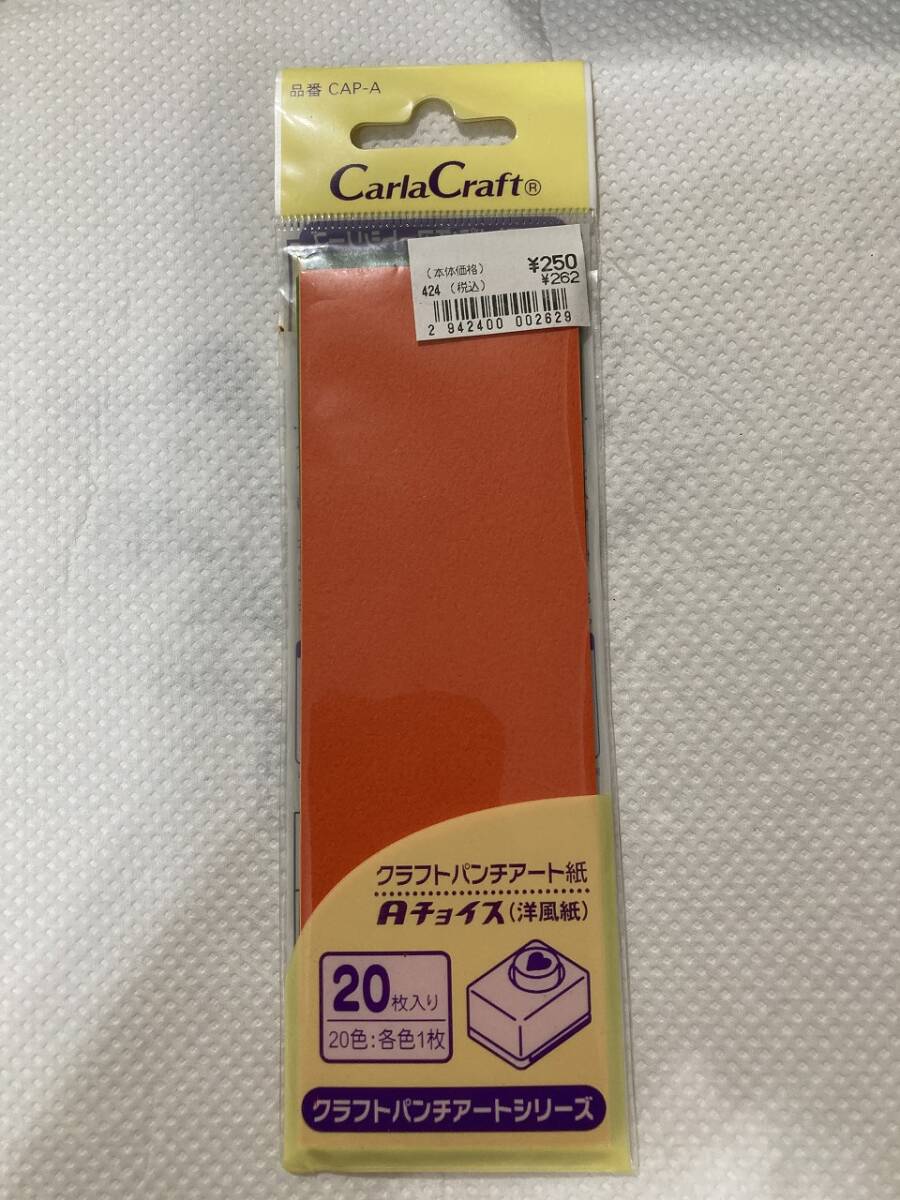 品番 CAP-A
CarlaCraft®
(本体価格) ¥250
424 (税込) ¥262
2 942400 002629
クラフトパンチアート紙
Aチョイス(洋風紙)
20枚入り
20色:各色1枚
クラフトパンチアートシリーズ